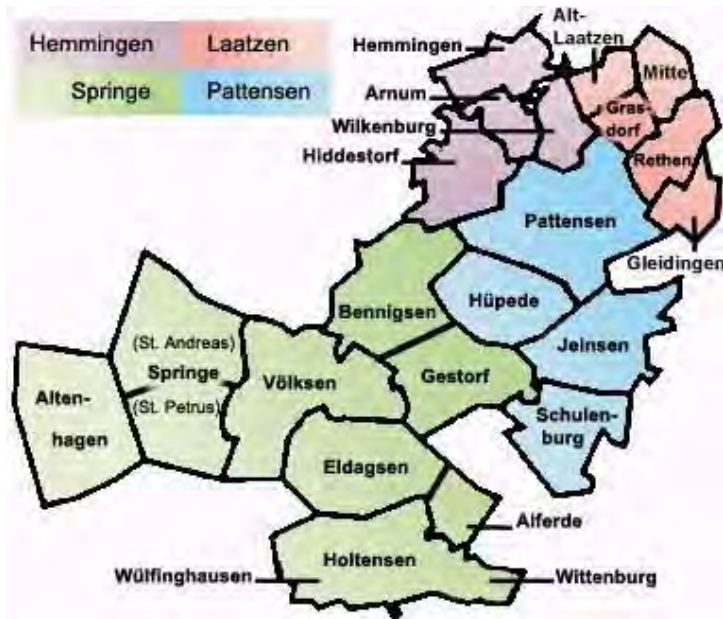 Hemmingen Laatzen
Springe Pattensen
Hemmingen
Alt-
Laatzen
Mitte
Arnum
Gras-
dorf
Wilkenburg
Hiddestorf
Rethen
Pattensen
Gleidingen
Bennigsen
Hüpede
Jeinsen
(St. Andreas)
Springe
(St. Petrus)
Völksen
Gestorf
Alten-
hagen
Schulen-
burg
Eldagsen
Alferde
Holtensen
Wülfinghausen
Wittenburg